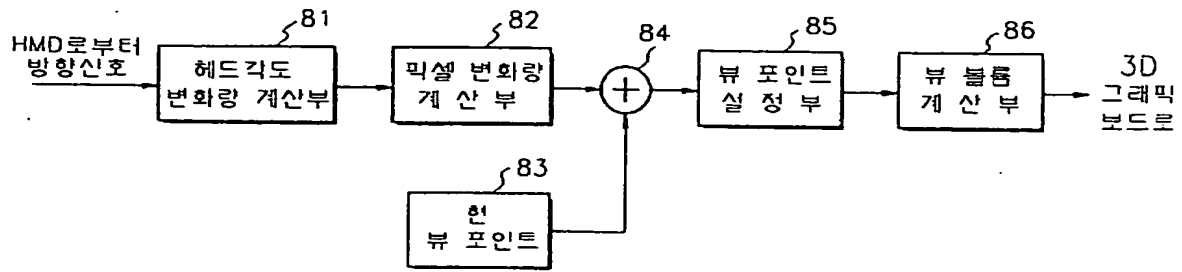 HMD로부터
방향신호
81
헤드각도
변화량 계산부
82
픽셀 변화량
계 산 부
84
+
85
뷰 포인트
설 정 부
86
뷰 볼륨
계 산 부
3D
그래픽
보드로
83
현
뷰 포인트